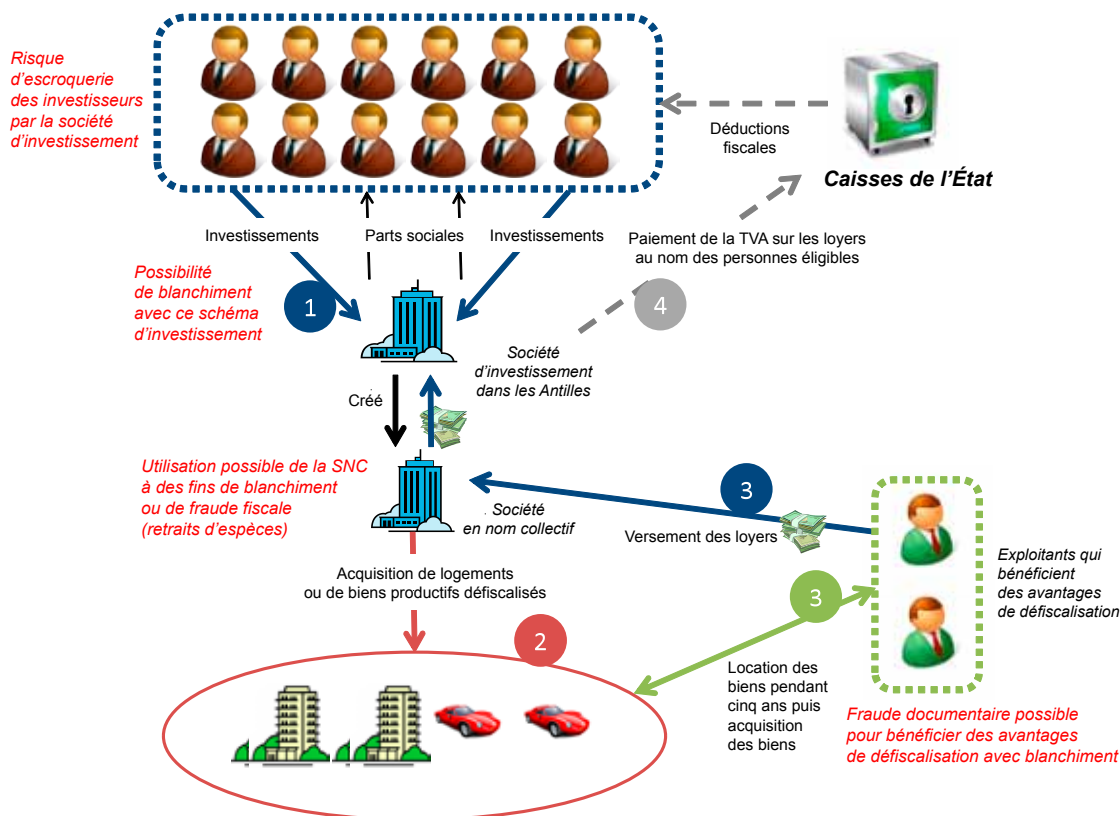 Risque
d'escroquerie
des investisseurs
par la société
d'investissement
Déductions
fiscales
Caisses de l'État
Investissements
Parts sociales
Investissements
Paiement de la TVA sur les loyers
au nom des personnes éligibles
Possibilité
de blanchiment
avec ce schéma
d'investissement
1
4
Société
d'investissement
dans les Antilles
Créé
Utilisation possible de la SNC
à des fins de blanchiment
ou de fraude fiscale
(retraits d'espèces)
Société
en nom collectif
3
Versement des loyers
Exploitants qui
bénéficient
des avantages
de défiscalisation
Acquisition de logements
ou de biens productifs défiscalisés
3
2
Location des
biens pendant
cinq ans puis
acquisition
des biens
Fraude documentaire possible
pour bénéficier des avantages
de défiscalisation avec blanchiment